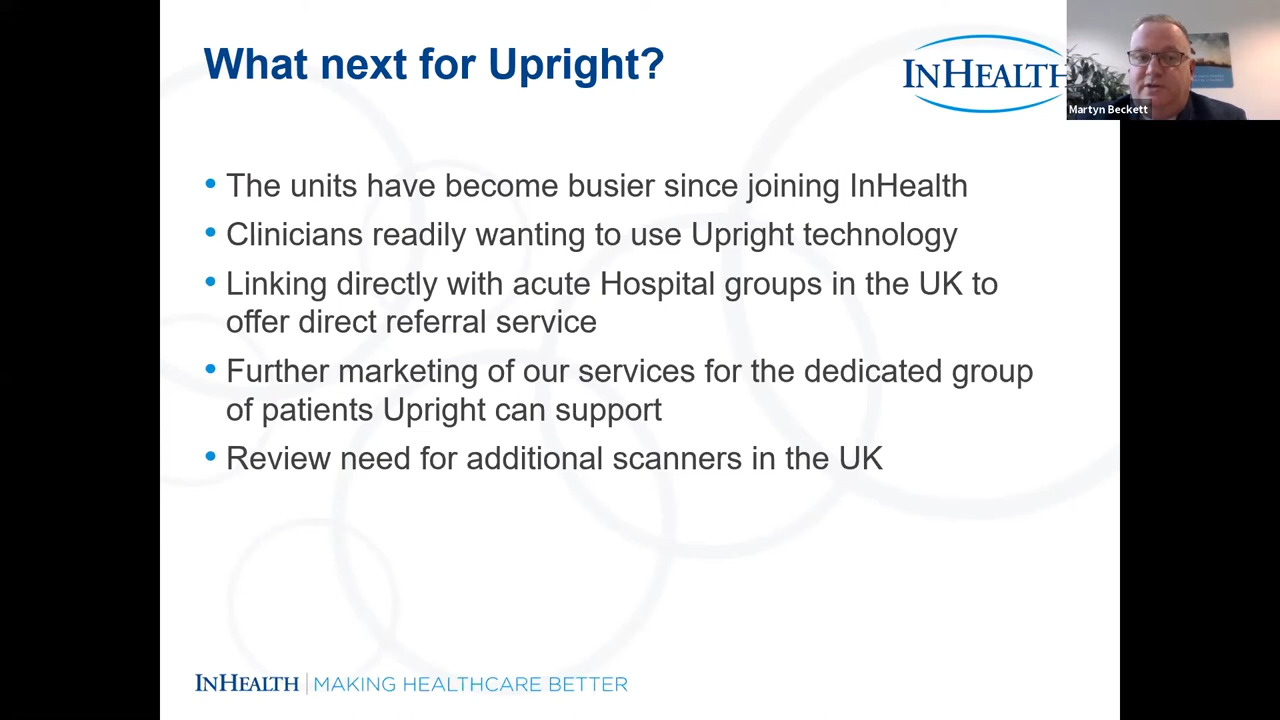 What next for Upright?
INHEALTH
Martyn Beckett
• The units have become busier since joining InHealth
• Clinicians readily wanting to use Upright technology
• Linking directly with acute Hospital groups in the UK to
offer direct referral service
• Further marketing of our services for the dedicated group
of patients Upright can support
• Review need for additional scanners in the UK
INHEALTH | MAKING HEALTHCARE BETTER